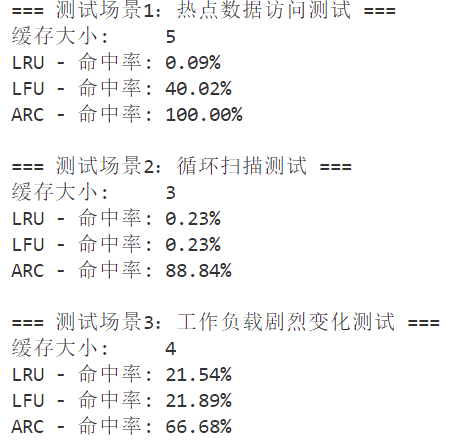 === 测试场景1：热点数据访问测试 ===
缓存大小: 5
LRU - 命中率: 0.09%
LFU - 命中率: 40.02%
ARC - 命中率: 100.00%
=== 测试场景2：循环扫描测试 ===
缓存大小: 3
LRU - 命中率: 0.23%
LFU - 命中率: 0.23%
ARC - 命中率: 88.84%
=== 测试场景3：工作负载剧烈变化测试 ===
缓存大小: 4
LRU - 命中率: 21.54%
LFU - 命中率: 21.89%
ARC - 命中率: 66.68%